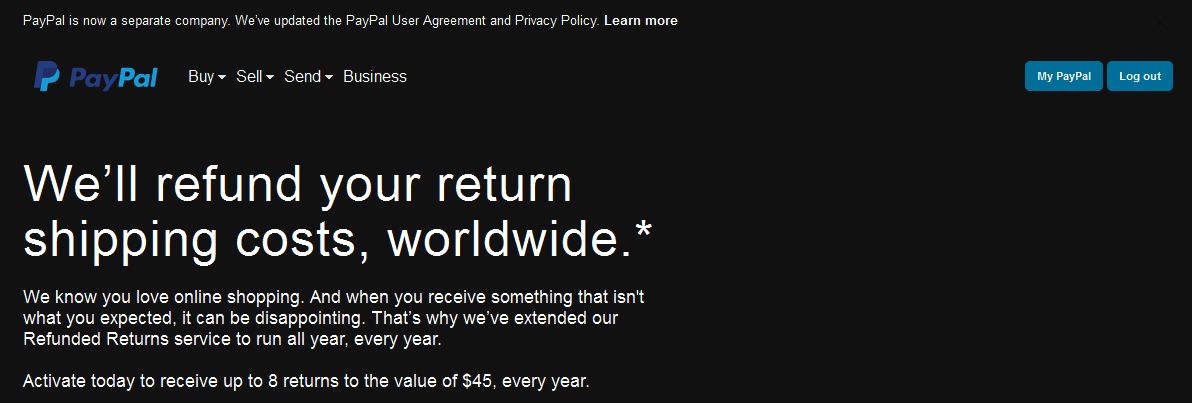 PayPal is now a separate company. We've updated the PayPal User Agreement and Privacy Policy. Learn more
PayPal Buy Sell Send Business My PayPal Log out
We’ll refund your return
shipping costs, worldwide.*
We know you love online shopping. And when you receive something that isn't
what you expected, it can be disappointing. That’s why we’ve extended our
Refunded Returns service to run all year, every year.
Activate today to receive up to 8 returns to the value of $45, every year.